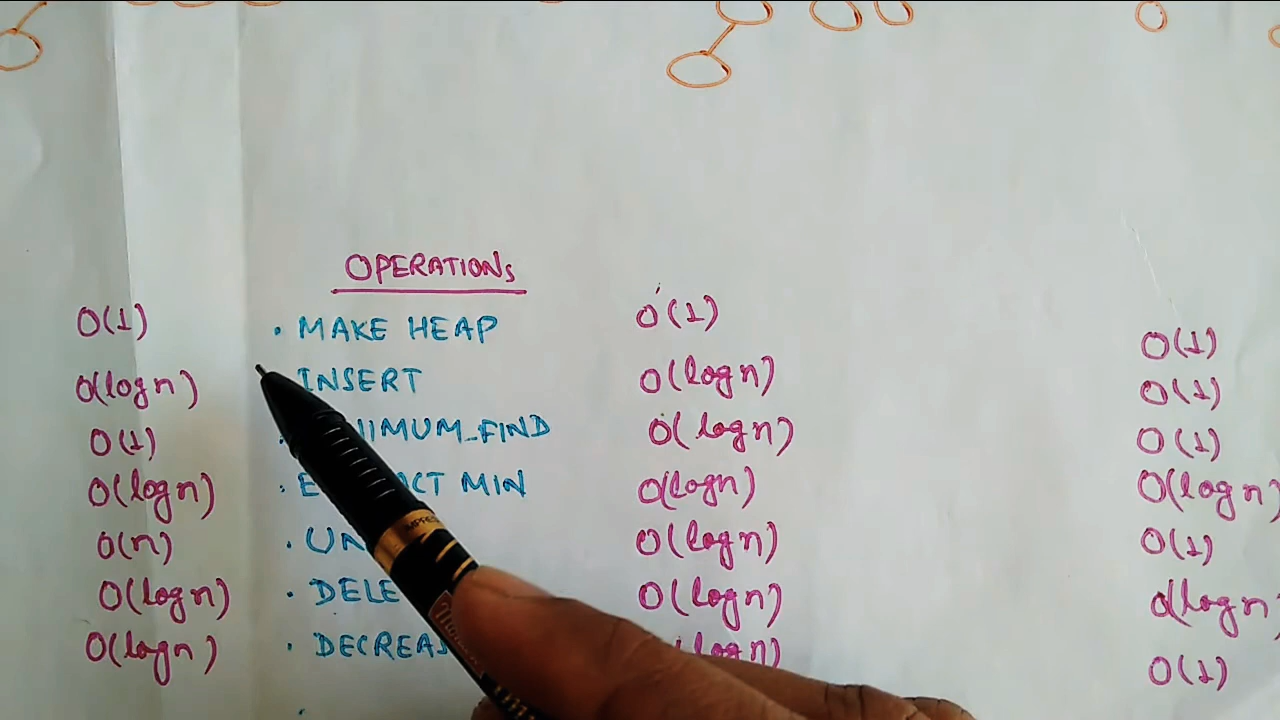 OPERATIONS
O(1) . MAKE HEAP O(1) O(1)
O(log n) INSERT O(log n) O(1)
O(1) O(log n) O(1)
O(log n) . MIN O(log n) O(log n)
O(n) . O(log n) O(1)
O(log n) . O(log n) O(log n)
O(log n) . O(1)